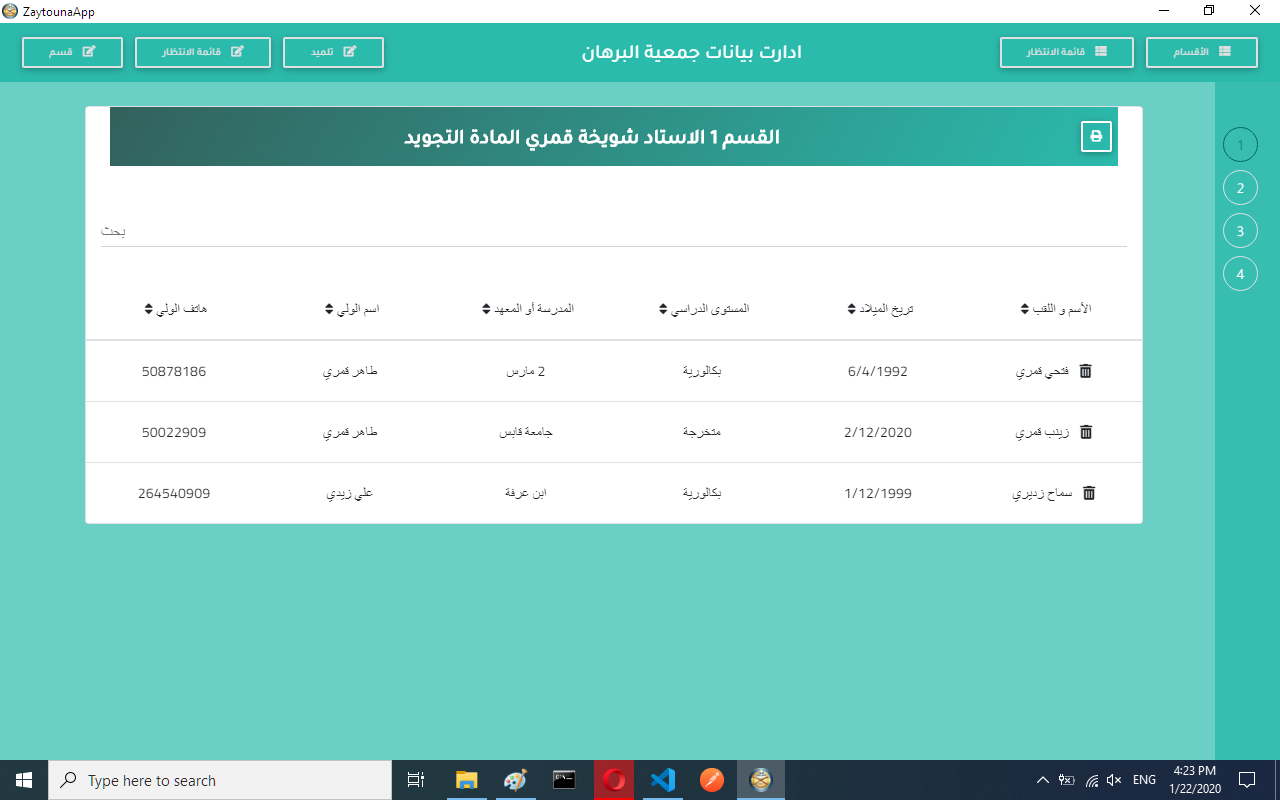 ZaytounaApp
الأقسام
قائمة الانتظار
ادارت بيانات جمعية البرهان
تلميد
قائمة الانتظار
قسم
القسم 1 الاستاد شويخة قمري المادة التجويد
1
2
3
4
بحث
الأسم و اللقب تريخ الميلاد المستوى الدراسي المدرسة أو المعهد اسم الولي هاتف الولي
فتحي قمري 6/4/1992 بكالورية 2 مارس طاهر قمري 50878186
زينب قمري 2/12/2020 متخرجة جامعة قابس طاهر قمري 50022909
سماح زديري 1/12/1999 بكالورية ابن عرفة علي زيدي 264540909
Type here to search
ENG
4:23 PM
1/22/2020